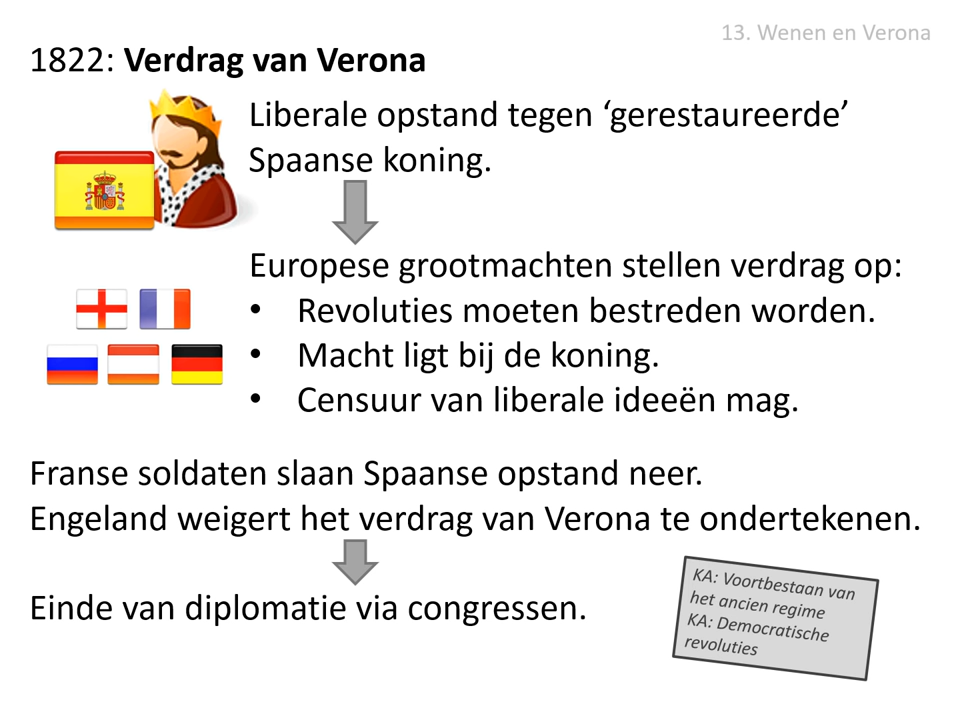 13. Wenen en Verona
1822: Verdrag van Verona
Liberale opstand tegen ‘gerestaureerde’
Spaanse koning.
Europese grootmachten stellen verdrag op:
• Revoluties moeten bestreden worden.
• Macht ligt bij de koning.
• Censuur van liberale ideeën mag.
Franse soldaten slaan Spaanse opstand neer.
Engeland weigert het verdrag van Verona te ondertekenen.
Einde van diplomatie via congressen.
KA: Voortbestaan van
het ancien regime
KA: Democratische
revoluties